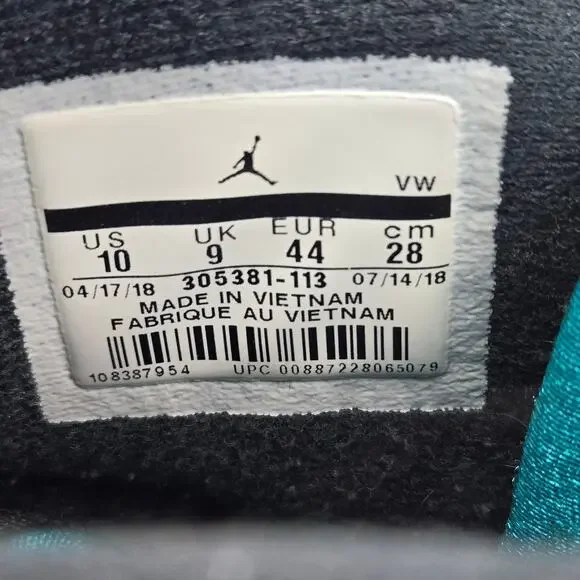 VW
US UK EUR cm
10 9 44 28
04/17/18 305381-113 07/14/18
MADE IN VIETNAM
FABRIQUE AU VIETNAM
108387954 UPC 00887228065079